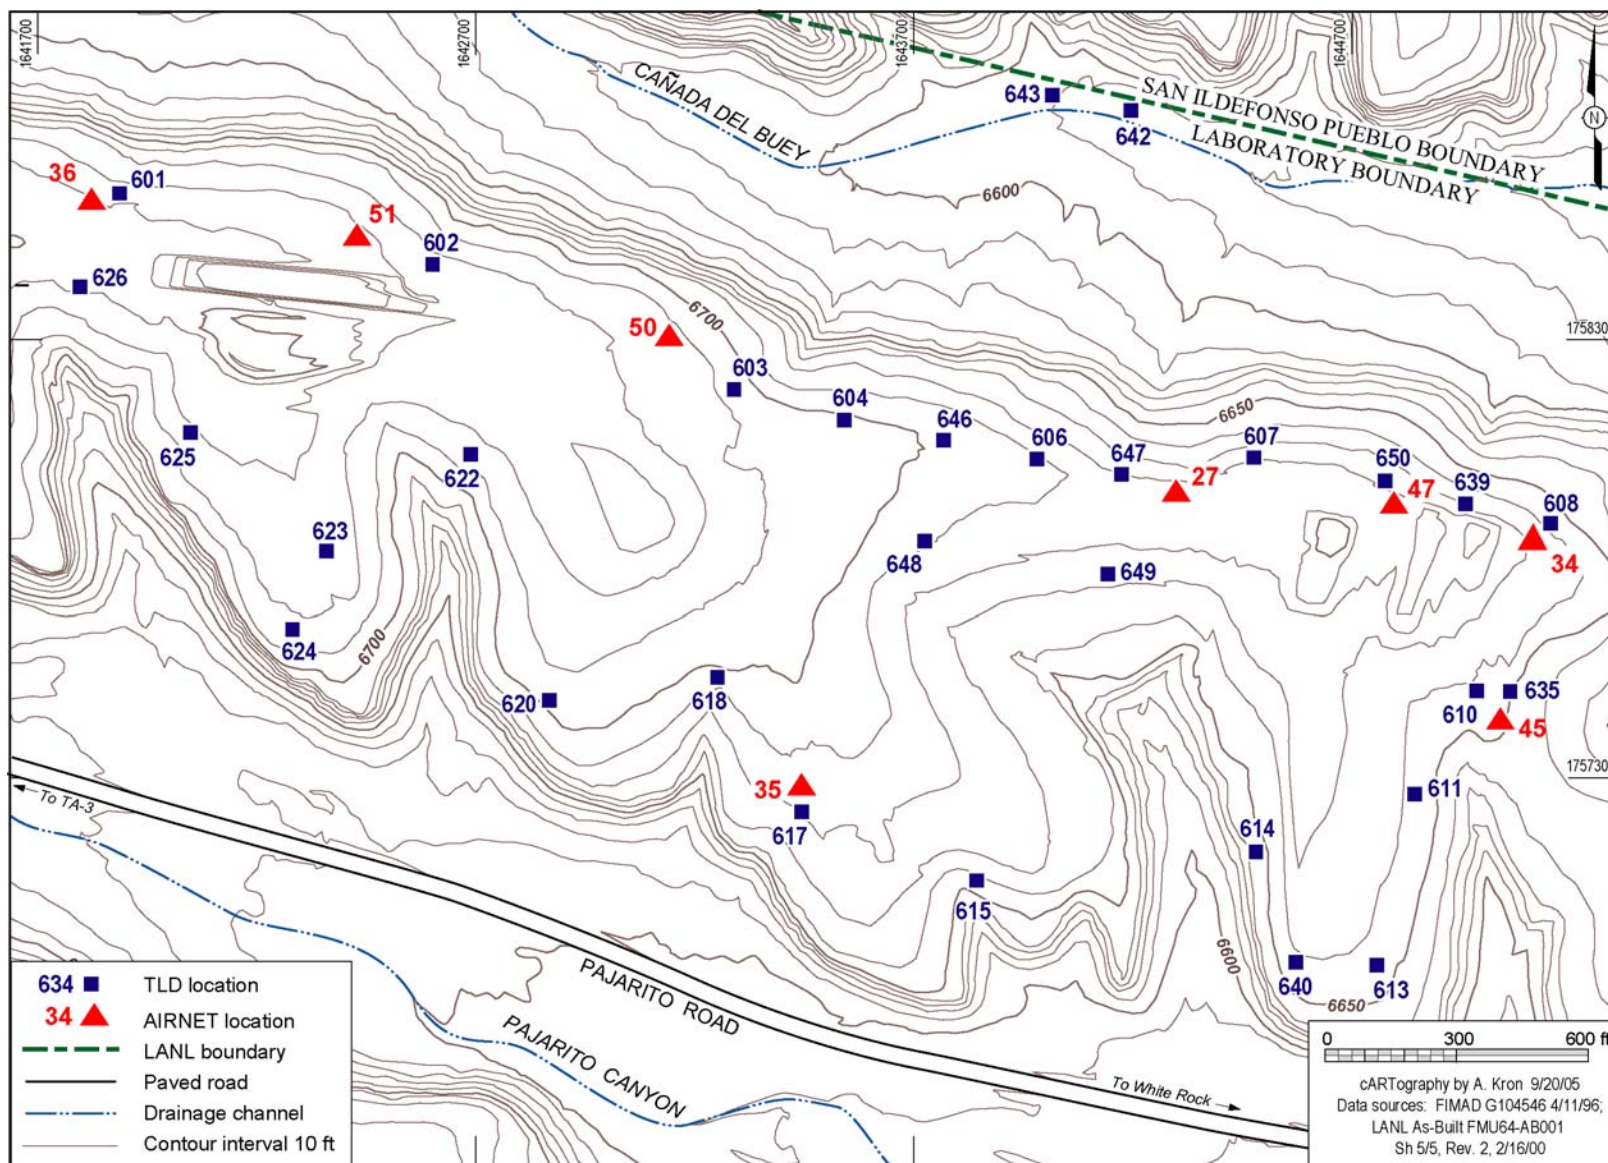 1641700
1642700
1643700
1644700
CAÑADA DEL BUEY
643
642
SAN ILDEFONSO PUEBLO BOUNDARY
LABORATORY BOUNDARY
N
36
601
51
602
6600
626
50
6700
175830
603
604
646
606
647
6650
607
27
650
47
639
608
34
625
622
623
648
649
624
6700
620
618
610
635
45
175730
35
617
611
614
615
6600
640
613
6650
To TA-3
PAJARITO ROAD
PAJARITO CANYON
To White Rock
634 TLD location
34 AIRNET location
LANL boundary
Paved road
Drainage channel
Contour interval 10 ft
0 300 600 ft
cARTography by A. Kron 9/20/05
Data sources: FIMAD G104546 4/11/96;
LANL As-Built FMU64-AB001
Sh 5/5, Rev. 2, 2/16/00